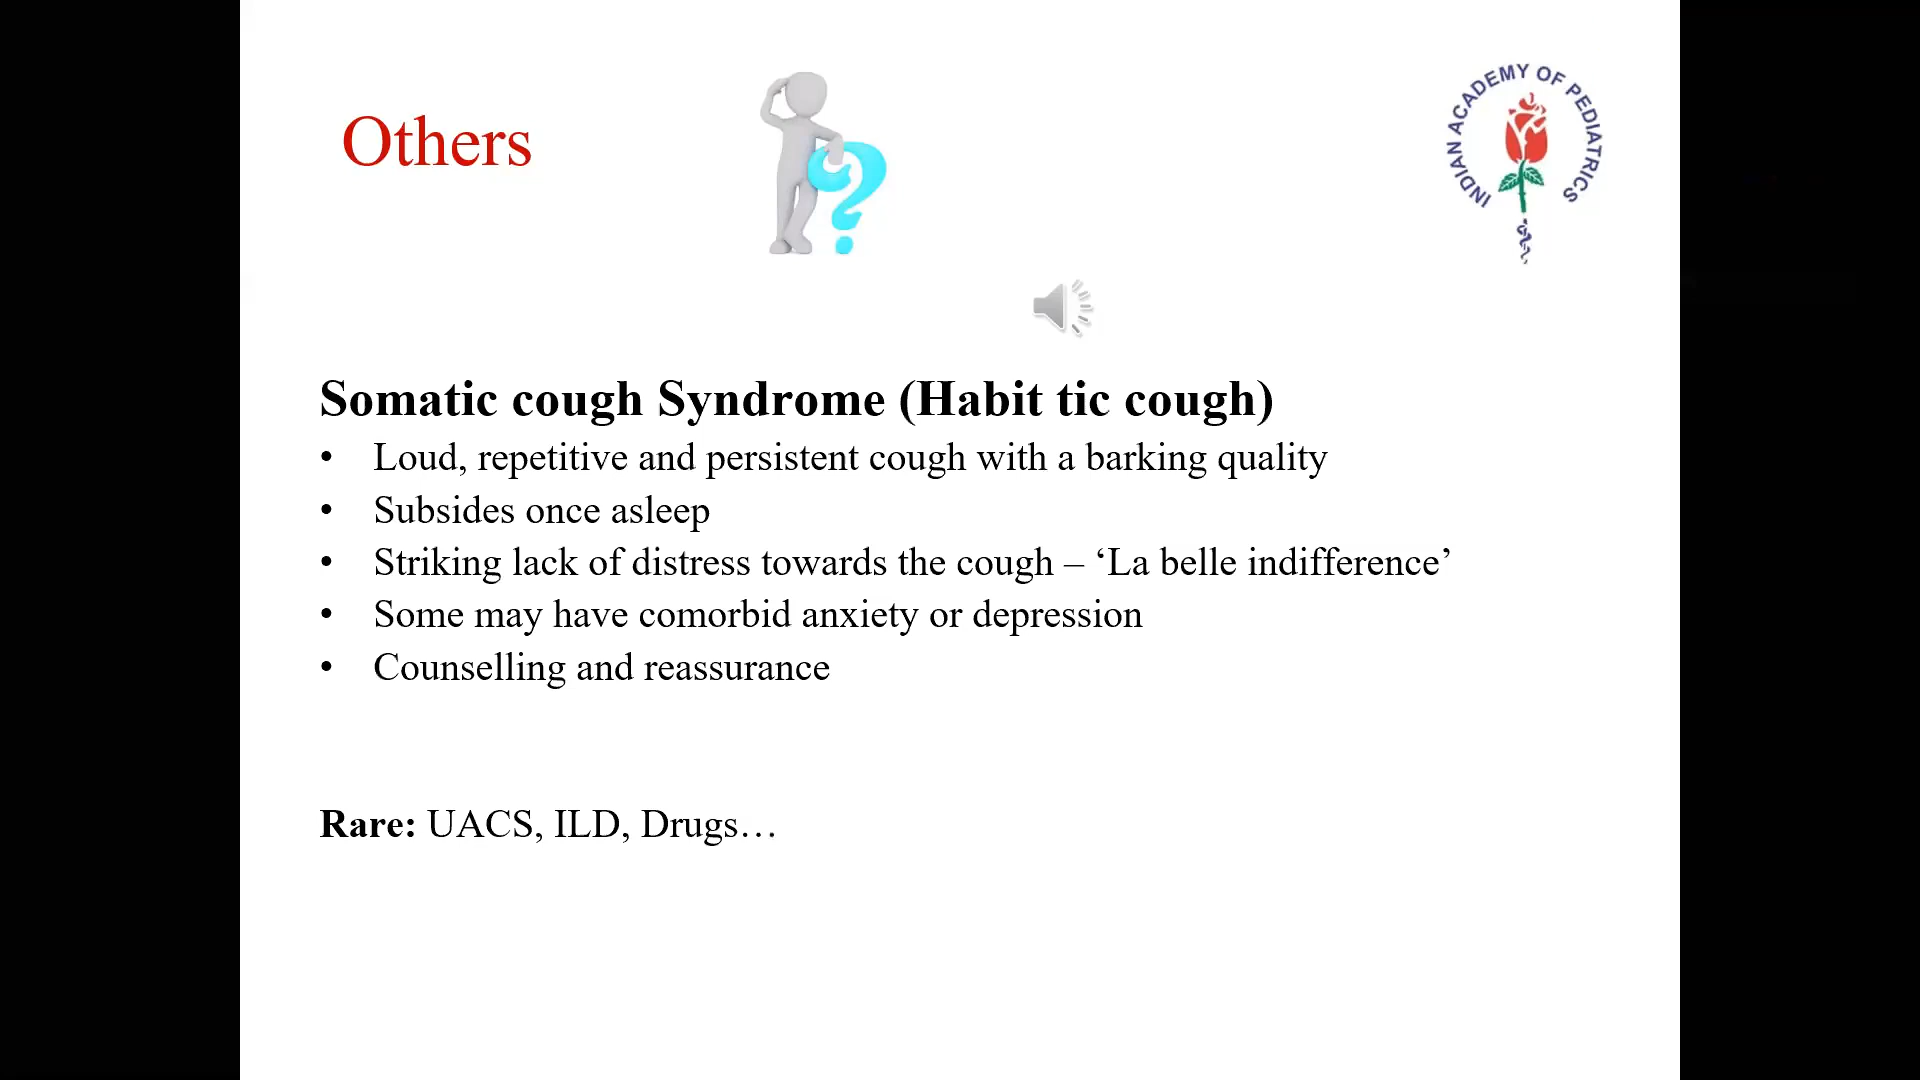 Others
INDIAN ACADEMY OF PEDIATRICS
Somatic cough Syndrome (Habit tic cough)
• Loud, repetitive and persistent cough with a barking quality
• Subsides once asleep
• Striking lack of distress towards the cough – ‘La belle indifference’
• Some may have comorbid anxiety or depression
• Counselling and reassurance
Rare: UACS, ILD, Drugs…